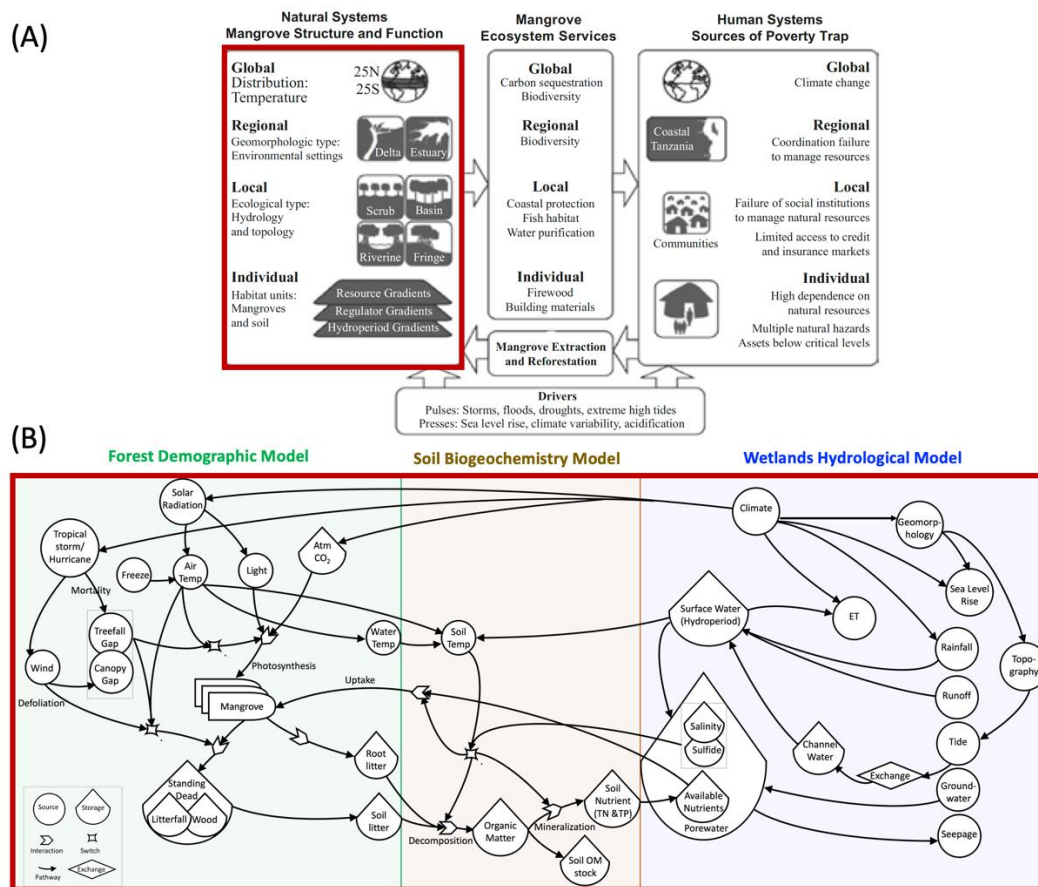 (A)
Natural Systems
Mangrove Structure and Function
Global
Distribution:
Temperature
25N
25S
Regional
Geomorphologic type:
Environmental settings
Delta
Estuary
Local
Ecological type:
Hydrology
and topology
Scrub
Basin
Riverine
Fringe
Individual
Habitat units:
Mangroves
and soil
Resource Gradients
Regulator Gradients
Hydroperiod Gradients
Mangrove
Ecosystem Services
Global
Carbon sequestration
Biodiversity
Regional
Biodiversity
Local
Coastal protection
Fish habitat
Water purification
Individual
Firewood
Building materials
Human Systems
Sources of Poverty Trap
Global
Climate change
Coastal
Tanzania
Regional
Coordination failure
to manage resources
Local
Failure of social institutions
to manage natural resources
Communities
Limited access to credit
and insurance markets
Individual
High dependence on
natural resources
Multiple natural hazards
Assets below critical levels
Mangrove Extraction
and Reforestation
Drivers
Pulses: Storms, floods, droughts, extreme high tides
Presses: Sea level rise, climate variability, acidification
(B)
Forest Demographic Model
Soil Biogeochemistry Model
Wetlands Hydrological Model
Solar
Radiation
Tropical
storm/
Hurricane
Freeze
Air
Temp
Light
Atm
CO2
Mortality
Treefall
Gap
Canopy
Gap
Wind
Defoliation
Photosynthesis
Mangrove
Water
Temp
Soil
Temp
Uptake
Root
litter
Standing
Dead
Litterfall
Wood
Soil
litter
Decomposition
Organic
Matter
Mineralization
Soil
Nutrient
(TN &TP)
Soil OM
stock
Climate
Geomorp-
hology
Sea Level
Rise
Surface Water
(Hydroperiod)
ET
Rainfall
Topo-
graphy
Runoff
Salinity
Sulfide
Channel
Water
Tide
Exchange
Ground-
water
Available
Nutrients
Porewater
Seepage
Source
Storage
Interaction
Switch
Pathway
Exchange